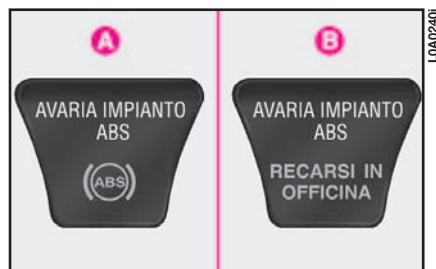 A
B
AVARIA IMPIANTO
ABS
(ABS)
AVARIA IMPIANTO
ABS
RECARSI IN
OFFICINA
L0A0240i